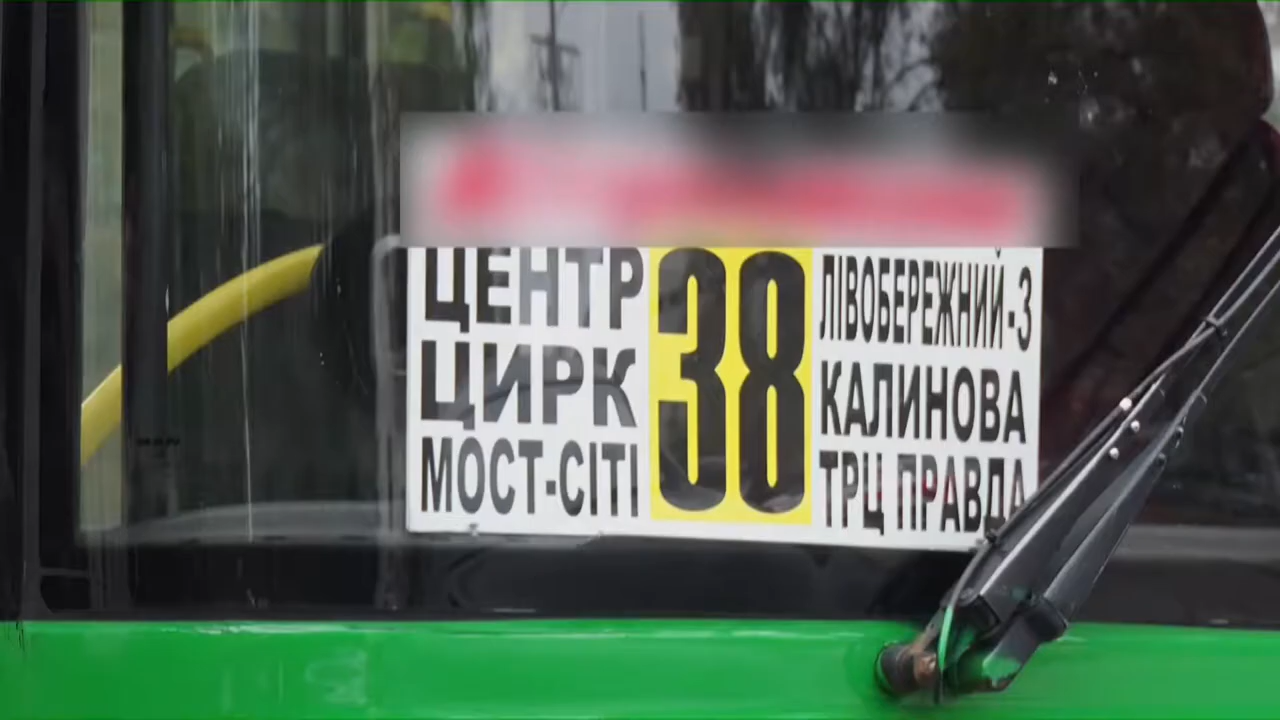 ЦЕНТР
ЦИРК
МОСТ-СІТІ
38
ЛІВОБЕРЕЖНИЙ-3
КАЛИНОВА
ТРЦ ПРАВДА